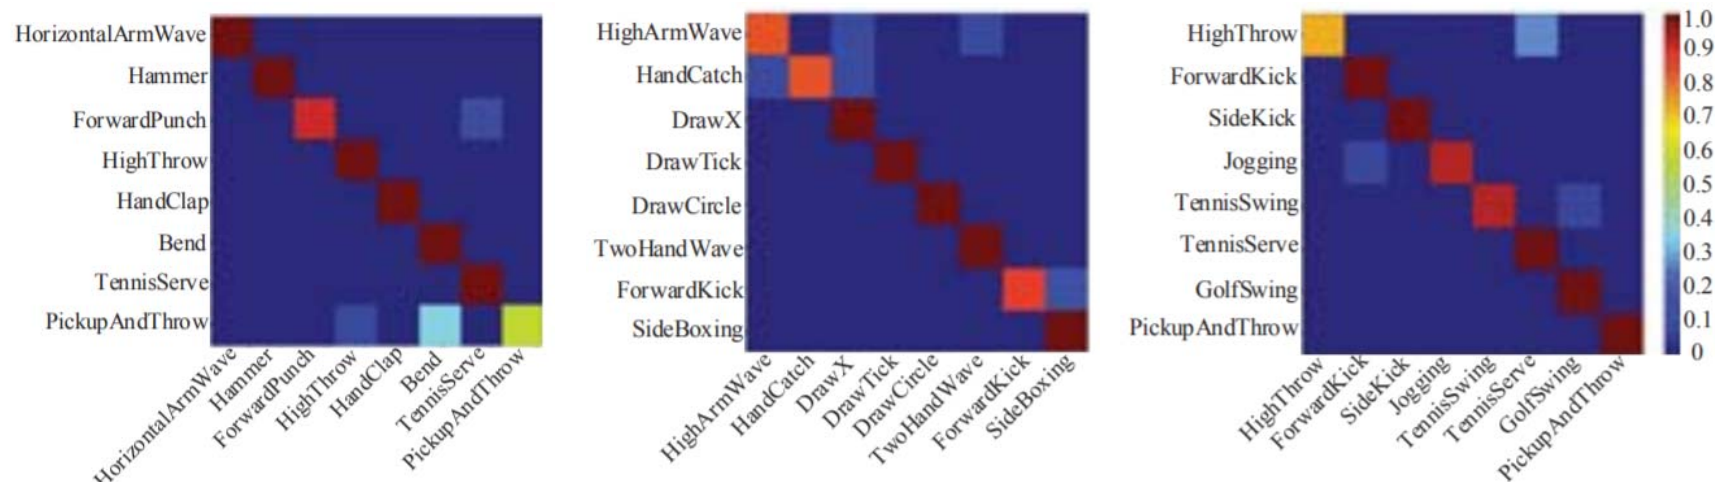 HorizontalArmWave
Hammer
ForwardPunch
HighThrow
HandClap
Bend
TennisServe
PickupAndThrow
HorizontalArmWave
Hammer
ForwardPunch
HighThrow
HandClap
Bend
TennisServe
PickupAndThrow
HighArmWave
HandCatch
DrawX
DrawTick
DrawCircle
TwoHandWave
ForwardKick
SideBoxing
HighArmWave
HandCatch
DrawX
DrawTick
DrawCircle
TwoHandWave
ForwardKick
SideBoxing
HighThrow
ForwardKick
SideKick
Jogging
TennisSwing
TennisServe
GolfSwing
PickupAndThrow
HighThrow
ForwardKick
SideKick
Jogging
TennisSwing
TennisServe
GolfSwing
PickupAndThrow
1.0
0.9
0.8
0.7
0.6
0.5
0.4
0.3
0.2
0.1
0